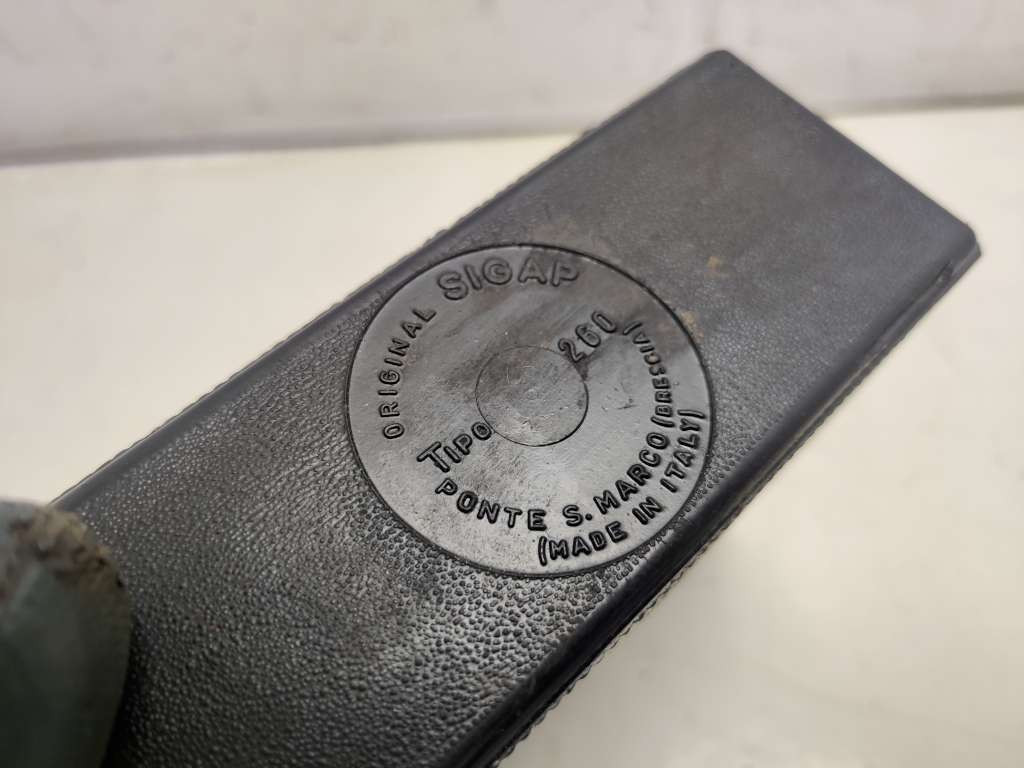 ORIGINAL SIGAP
TIPO 260
PONTE S. MARCO (BRESCIA)
(MADE IN ITALY)